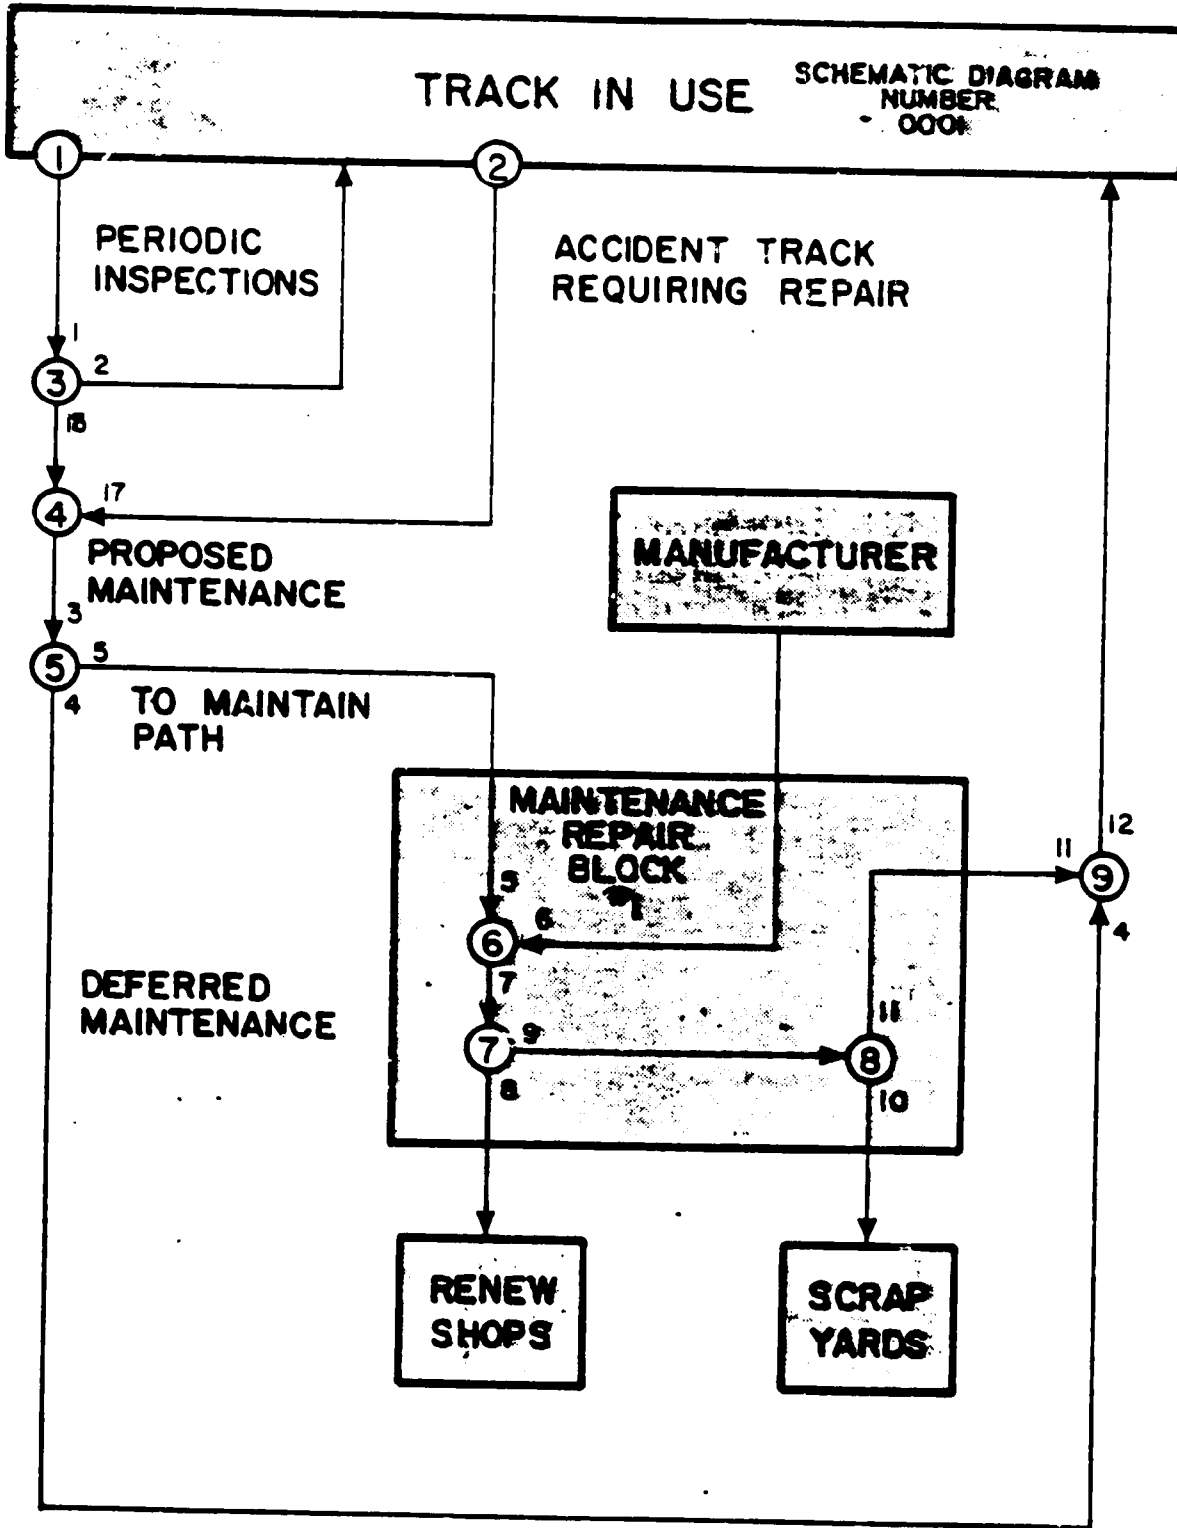 TRACK IN USE
SCHEMATIC DIAGRAM
NUMBER
0001
1
2
PERIODIC
INSPECTIONS
ACCIDENT TRACK
REQUIRING REPAIR
1
3
2
18
4
17
PROPOSED
MAINTENANCE
MANUFACTURER
3
5
5
4
TO MAINTAIN
PATH
MAINTENANCE
REPAIR
BLOCK
5
6
6
7
12
11
9
4
DEFERRED
MAINTENANCE
7
9
8
11
8
10
RENEW
SHOPS
SCRAP
YARDS